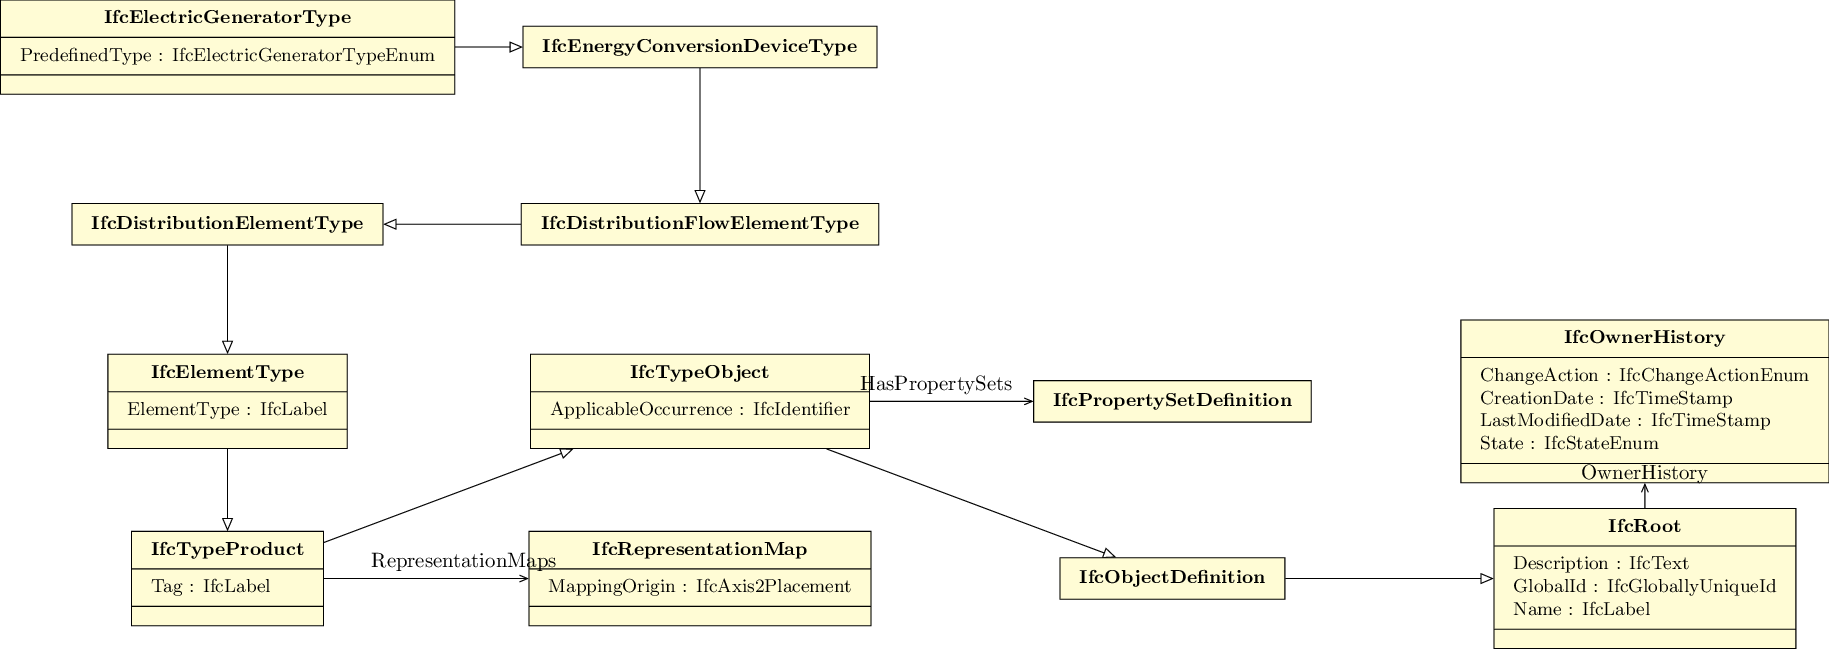 IfcElectricGeneratorType
PredefinedType : IfcElectricGeneratorTypeEnum
IfcEnergyConversionDeviceType
IfcDistributionElementType
IfcDistributionFlowElementType
IfcElementType
ElementType : IfcLabel
IfcTypeObject
ApplicableOccurrence : IfcIdentifier
HasPropertySets
IfcPropertySetDefinition
IfcOwnerHistory
ChangeAction : IfcChangeActionEnum
CreationDate : IfcTimeStamp
LastModifiedDate : IfcTimeStamp
State : IfcStateEnum
OwnerHistory
IfcTypeProduct
Tag : IfcLabel
RepresentationMaps
IfcRepresentationMap
MappingOrigin : IfcAxis2Placement
IfcObjectDefinition
IfcRoot
Description : IfcText
GlobalId : IfcGloballyUniqueId
Name : IfcLabel